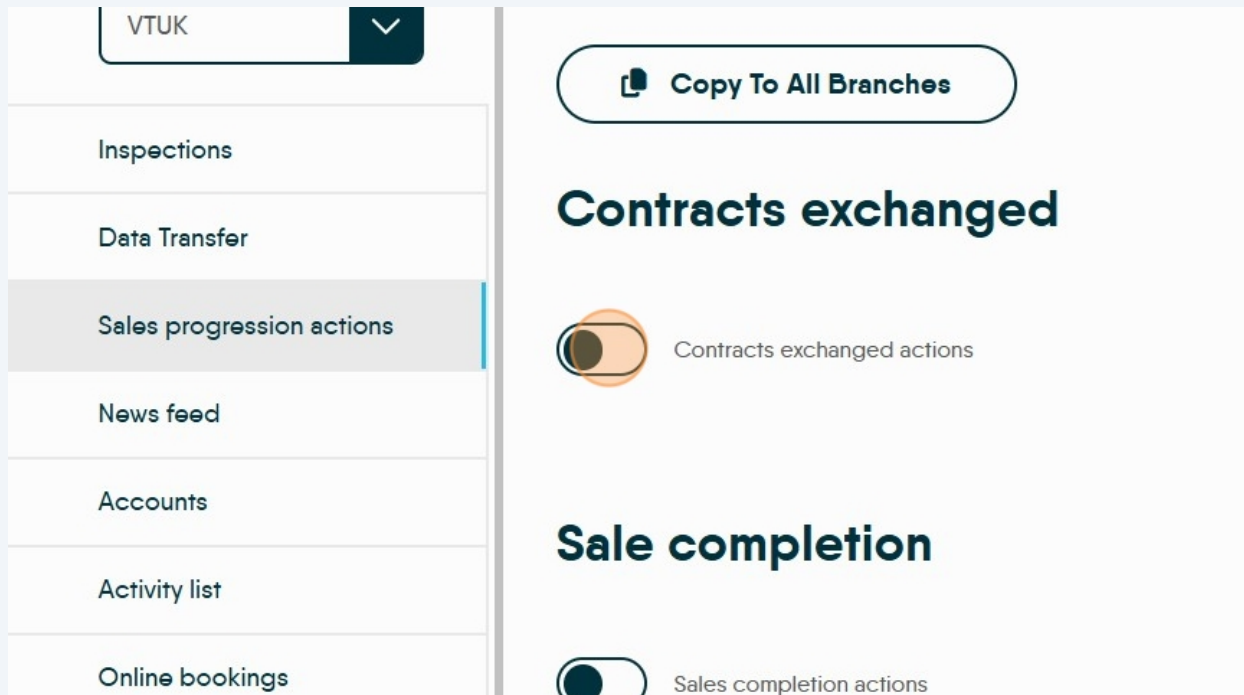 VTUK
Inspections
Data Transfer
Sales progression actions
News feed
Accounts
Activity list
Online bookings
Copy To All Branches
Contracts exchanged
Contracts exchanged actions
Sale completion
Sales completion actions